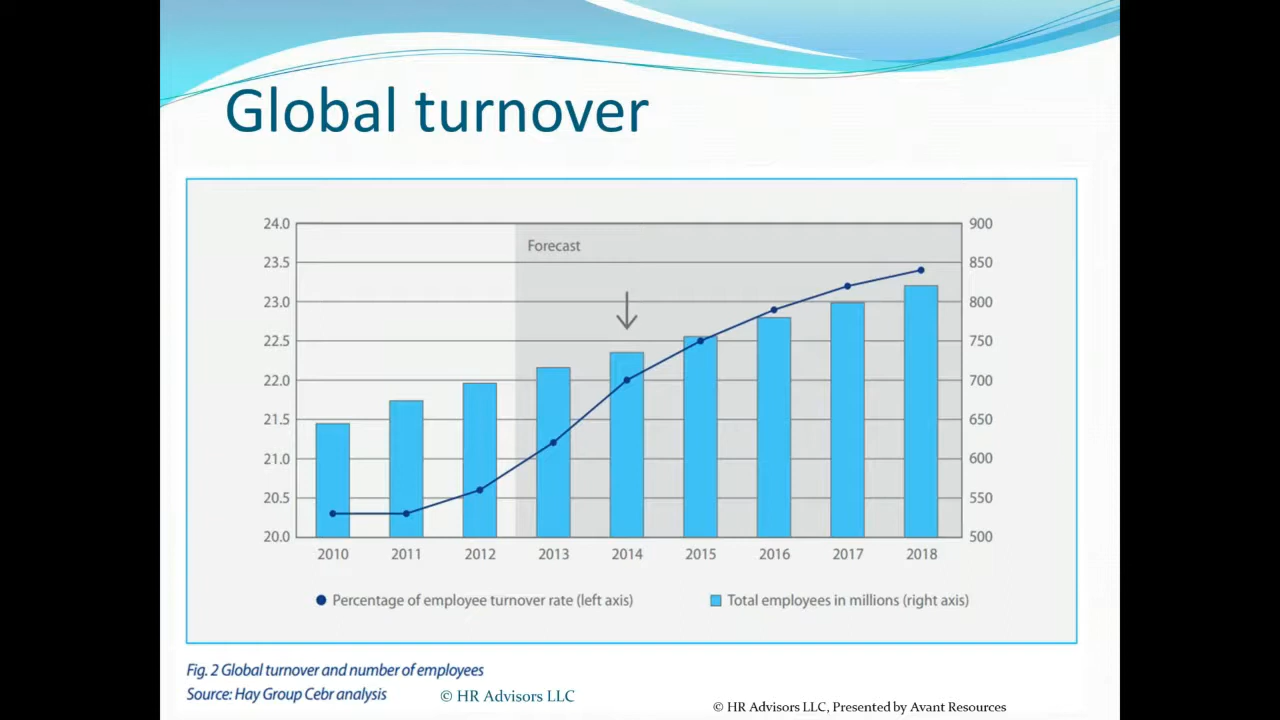 Global turnover
24.0 900
Forecast
23.5 850
23.0 800
22.5 750
22.0 700
21.5 650
21.0 600
20.5 550
20.0 500
2010 2011 2012 2013 2014 2015 2016 2017 2018
Percentage of employee turnover rate (left axis) Total employees in millions (right axis)
Fig. 2 Global turnover and number of employees
Source: Hay Group Cebr analysis © HR Advisors LLC
© HR Advisors LLC, Presented by Avant Resources